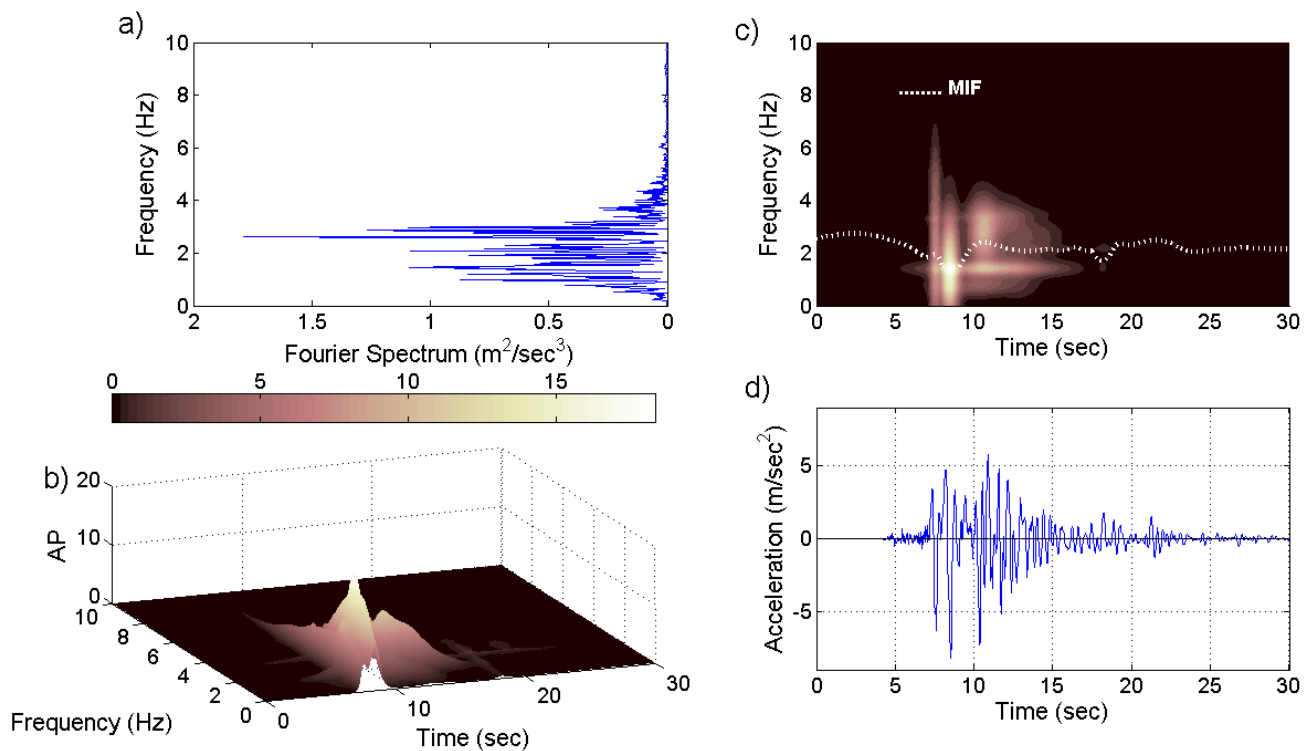 a)
10
8
6
4
2
0
Frequency (Hz)
2 1.5 1 0.5 0
Fourier Spectrum (m²/sec³)
0 5 10 15
b)
20
10
0
AP
10
8
6
4
2
0
Frequency (Hz)
0 10 20 30
Time (sec)
c)
10
8
6
4
2
0
Frequency (Hz)
MIF
0 5 10 15 20 25 30
Time (sec)
d)
5
0
-5
Acceleration (m/sec²)
0 5 10 15 20 25 30
Time (sec)